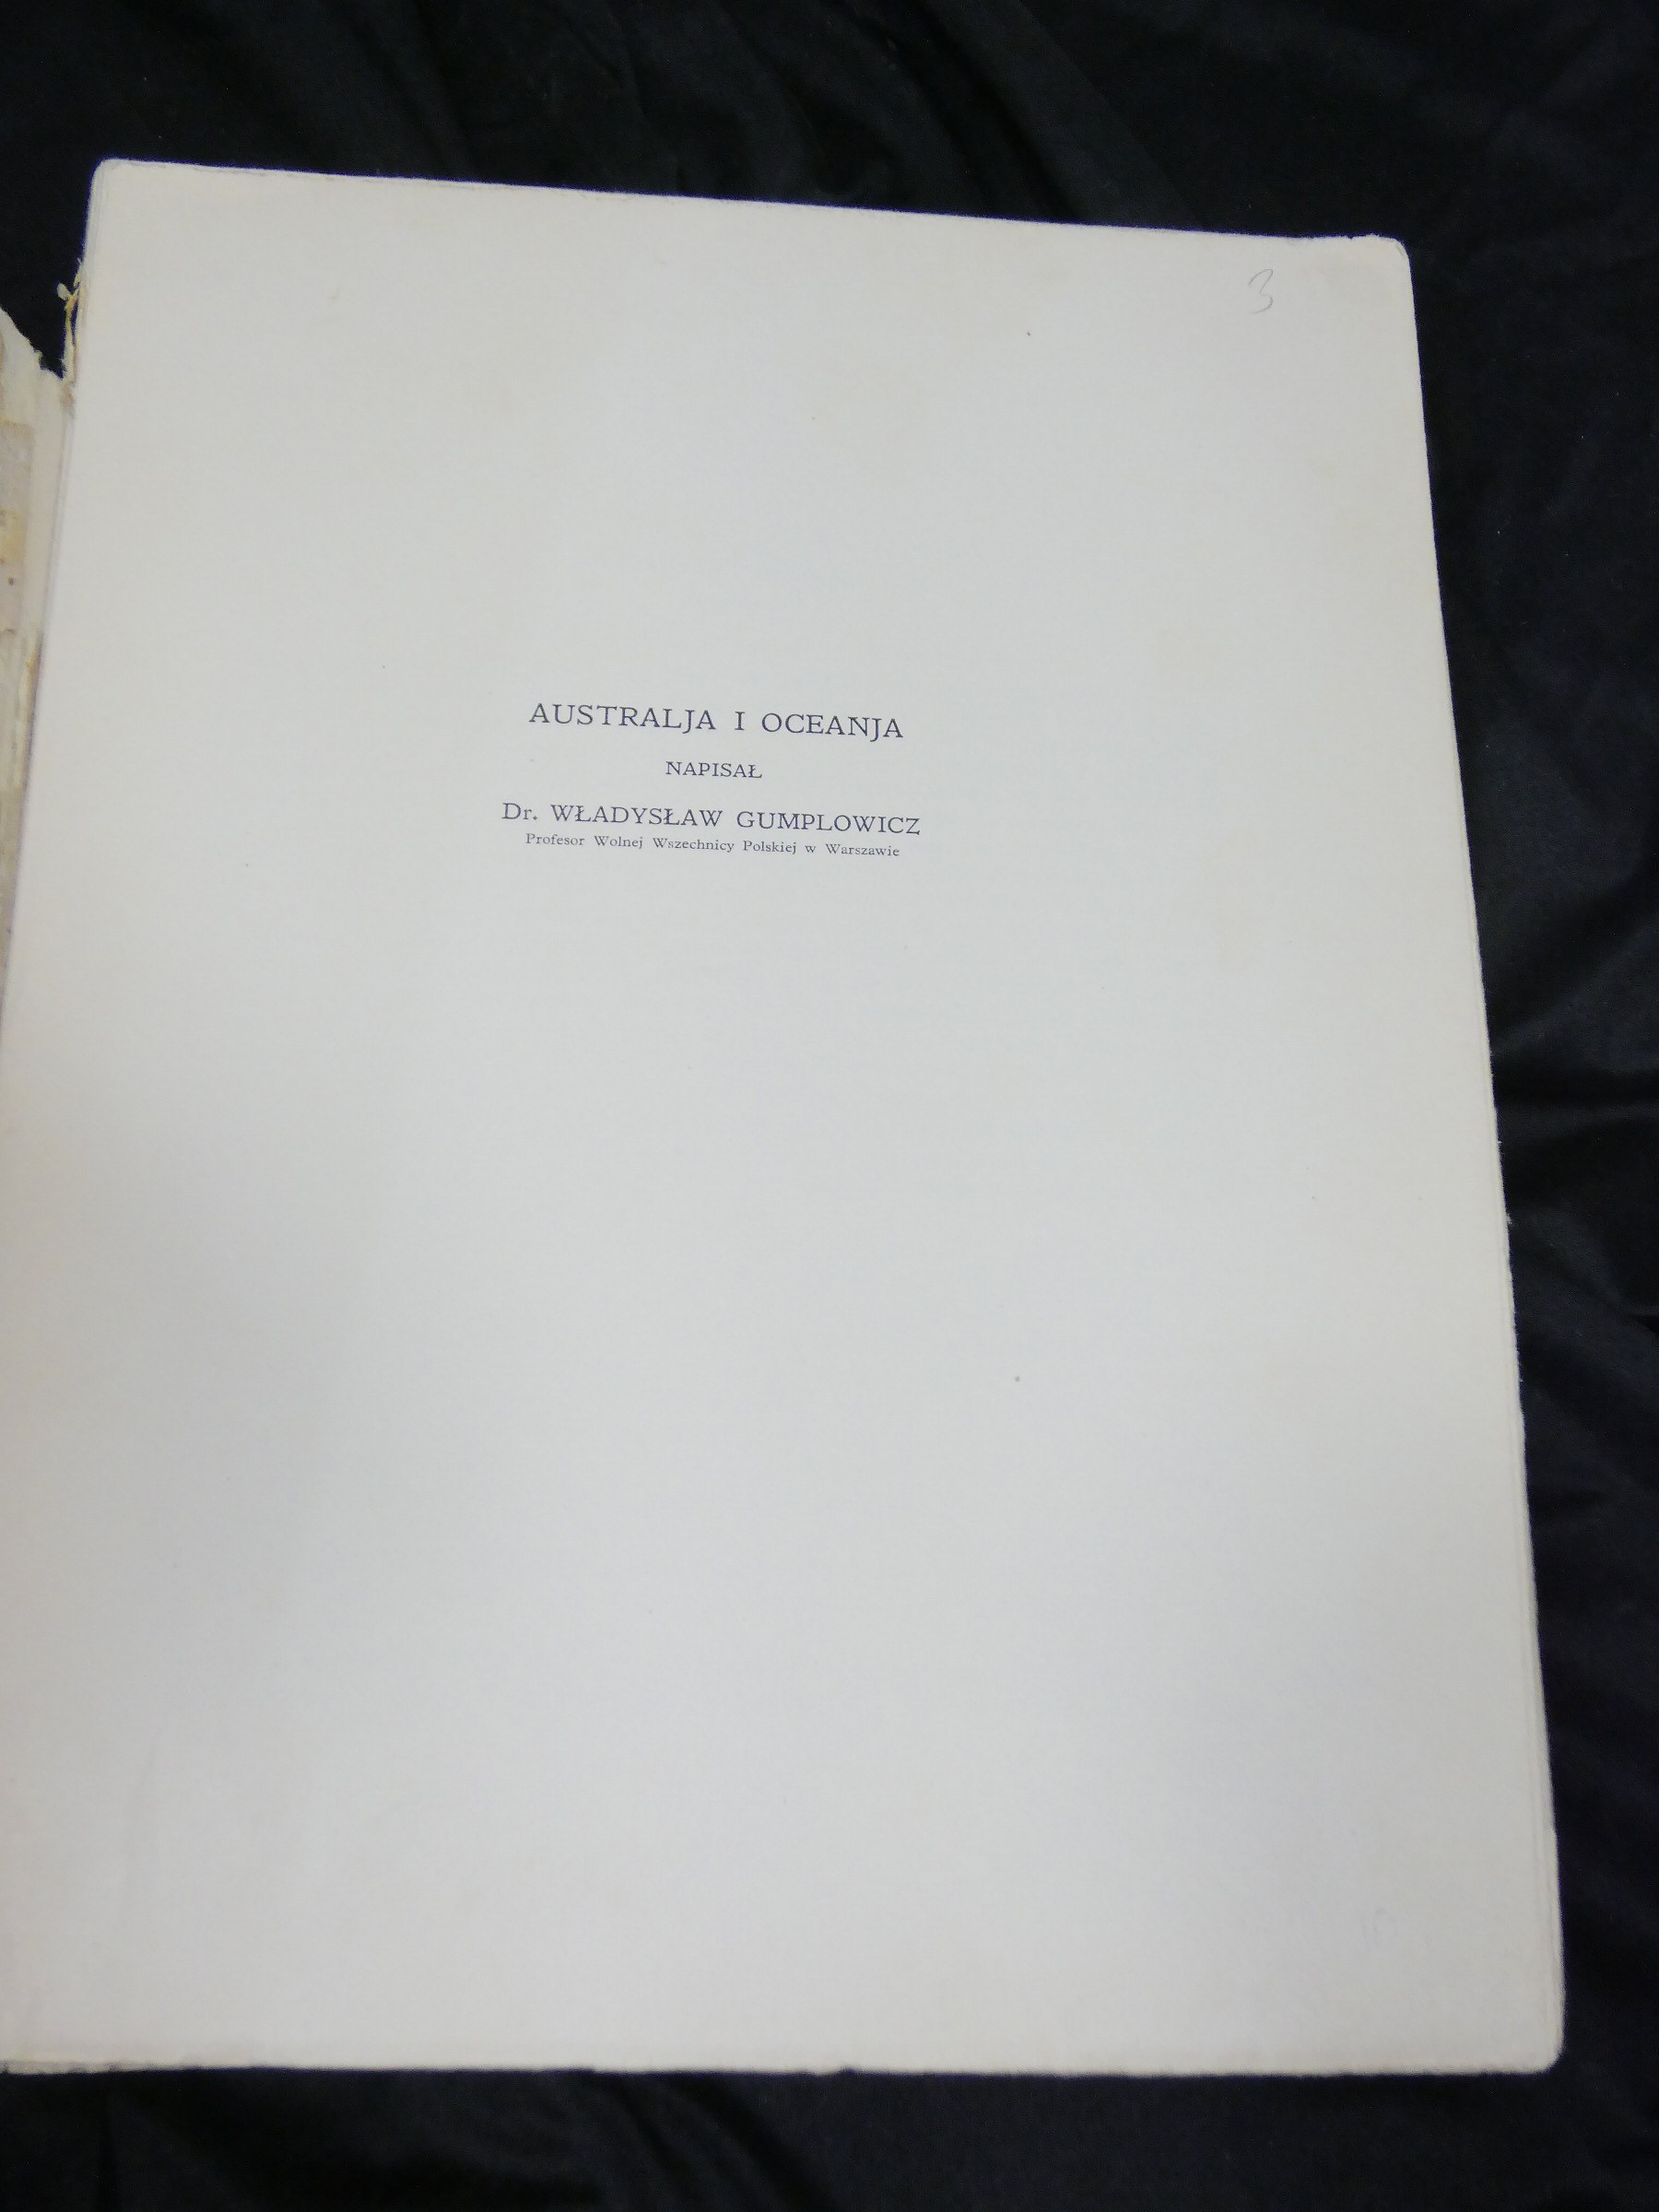 3
AUSTRALJA I OCEANJA
NAPISAŁ
Dr. WŁADYSŁAW GUMPLOWICZ
Profesor Wolnej Wszechnicy Polskiej w Warszawie